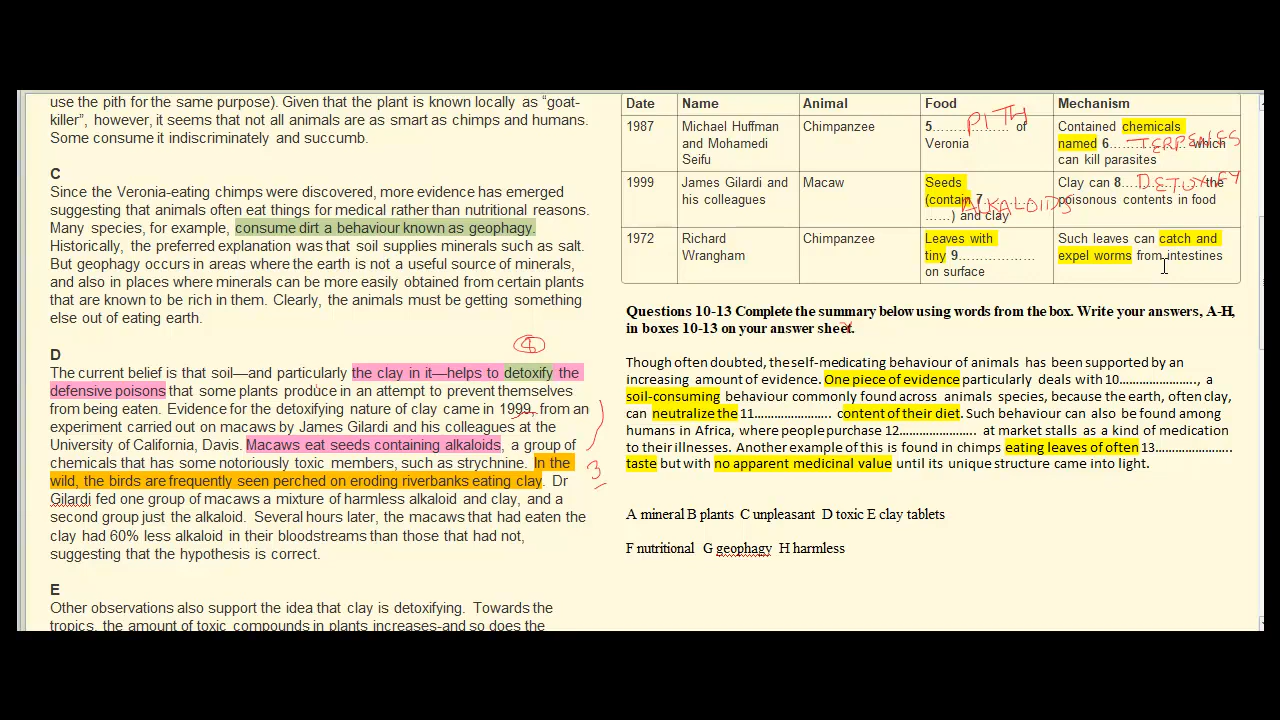 use the pith for the same purpose). Given that the plant is known locally as “goat-
killer”, however, it seems that not all animals are as smart as chimps and humans.
Some consume it indiscriminately and succumb.
C
Since the Veronia-eating chimps were discovered, more evidence has emerged
suggesting that animals often eat things for medical rather than nutritional reasons.
Many species, for example, consume dirt a behaviour known as geophagy.
Historically, the preferred explanation was that soil supplies minerals such as salt.
But geophagy occurs in areas where the earth is not a useful source of minerals,
and also in places where minerals can be more easily obtained from certain plants
that are known to be rich in them. Clearly, the animals must be getting something
else out of eating earth.
4
D
The current belief is that soil—and particularly the clay in it—helps to detoxify the
defensive poisons that some plants produce in an attempt to prevent themselves
from being eaten. Evidence for the detoxifying nature of clay came in 1999, from an
experiment carried out on macaws by James Gilardi and his colleagues at the
University of California, Davis. Macaws eat seeds containing alkaloids, a group of
chemicals that has some notoriously toxic members, such as strychnine. In the
wild, the birds are frequently seen perched on eroding riverbanks eating clay. Dr
Gilardi fed one group of macaws a mixture of harmless alkaloid and clay, and a
second group just the alkaloid. Several hours later, the macaws that had eaten the
clay had 60% less alkaloid in their bloodstreams than those that had not,
suggesting that the hypothesis is correct.
3
E
Other observations also support the idea that clay is detoxifying. Towards the
tropics, the amount of toxic compounds in plants increases-and so does the
Date Name Animal Food Mechanism
1987
Michael Huffman
and Mohamedi
Seifu
Chimpanzee
5.................. of
PITH
Veronia
Contained chemicals
named 6.................. which
TERPENES
can kill parasites
1999
James Gilardi and
his colleagues
Macaw
Seeds
(contain 7.........
......) and clay
ALKALOIDS
Clay can 8.................. the
DETOXIFY
poisonous contents in food
1972
Richard
Wrangham
Chimpanzee
Leaves with
tiny 9..................
on surface
Such leaves can catch and
expel worms from intestines
Questions 10-13 Complete the summary below using words from the box. Write your answers, A-H,
in boxes 10-13 on your answer sheet.
Though often doubted, the self-medicating behaviour of animals has been supported by an
increasing amount of evidence. One piece of evidence particularly deals with 10......................, a
soil-consuming behaviour commonly found across animals species, because the earth, often clay,
can neutralize the 11...................... content of their diet. Such behaviour can also be found among
humans in Africa, where people purchase 12...................... at market stalls as a kind of medication
to their illnesses. Another example of this is found in chimps eating leaves of often 13......................
taste but with no apparent medicinal value until its unique structure came into light.
A mineral B plants C unpleasant D toxic E clay tablets
F nutritional G geophagy H harmless